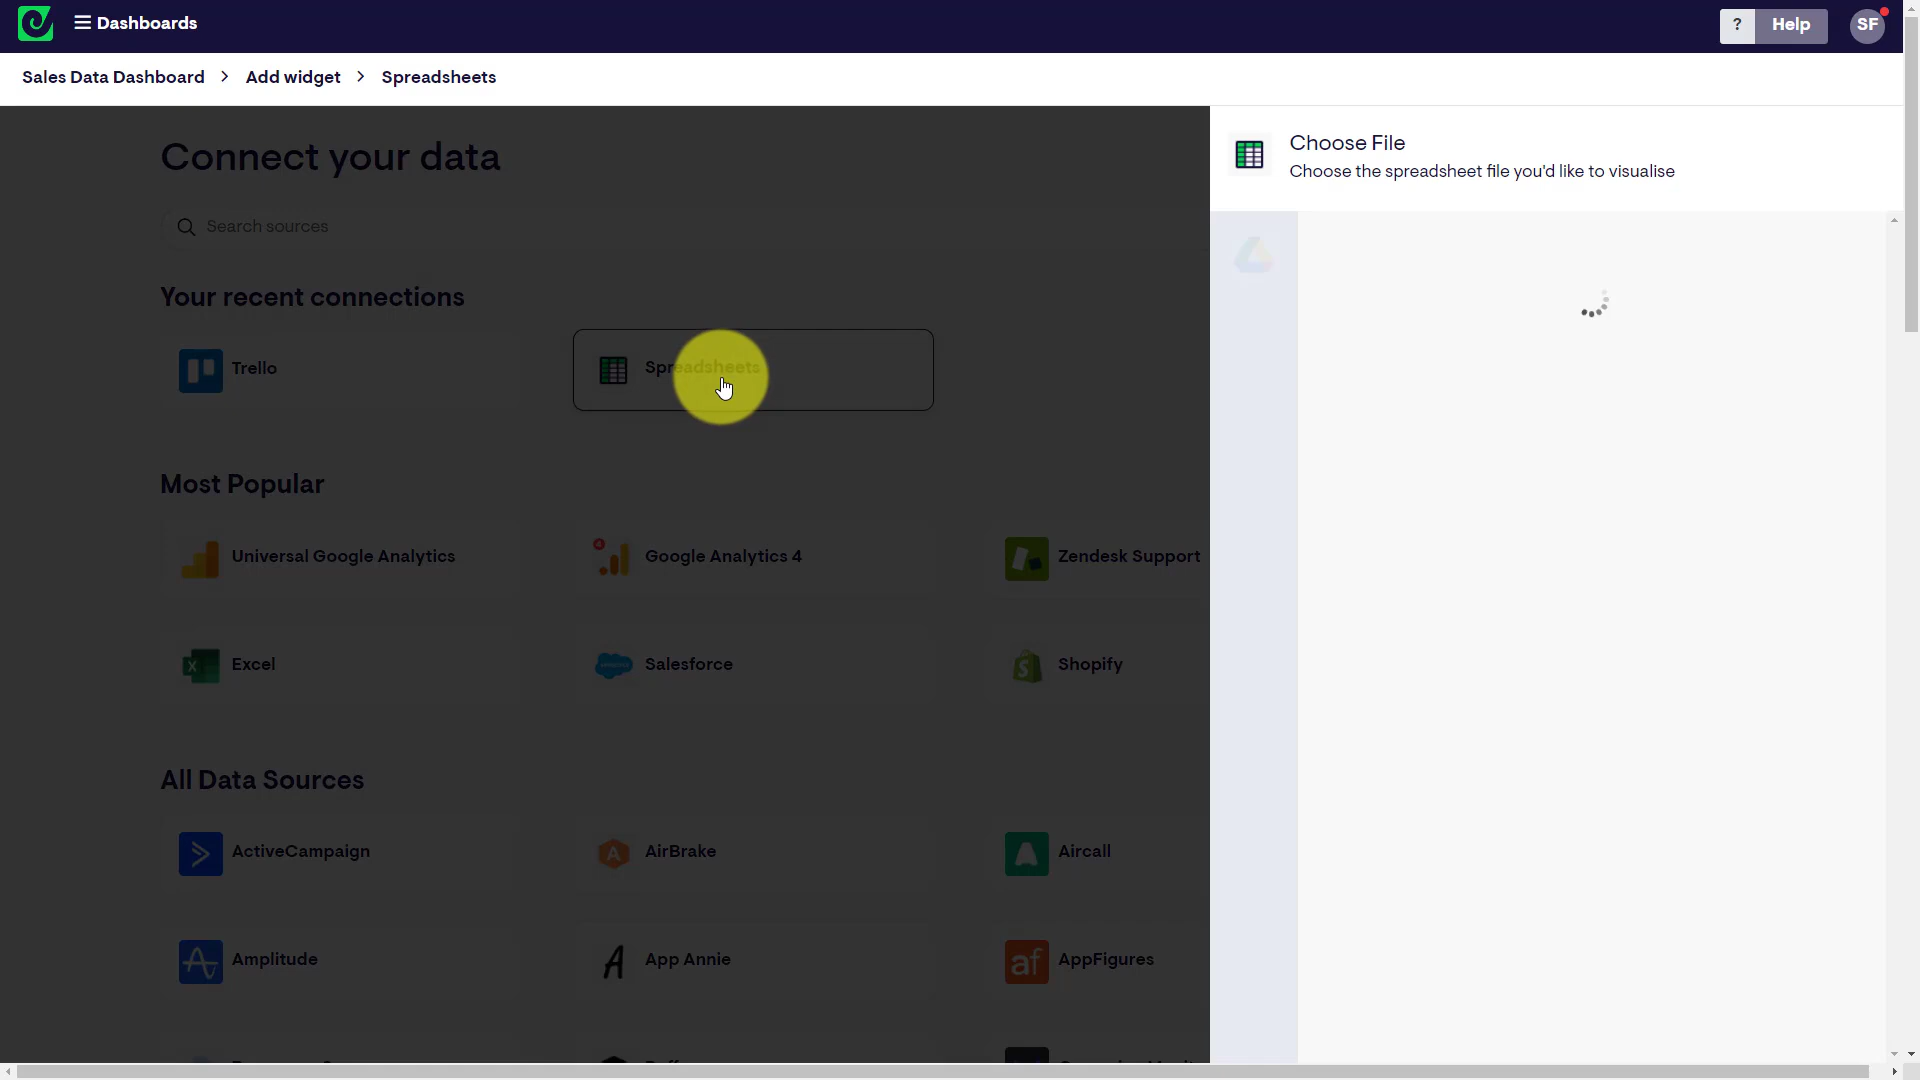 Dashboards
? Help
SF
Sales Data Dashboard > Add widget > Spreadsheets
Connect your data
Search sources
Your recent connections
Trello
Spreadsheets
Most Popular
Universal Google Analytics
Google Analytics 4
Zendesk Support
Excel
Salesforce
Shopify
All Data Sources
ActiveCampaign
AirBrake
Aircall
Amplitude
App Annie
AppFigures
Choose File
Choose the spreadsheet file you'd like to visualise